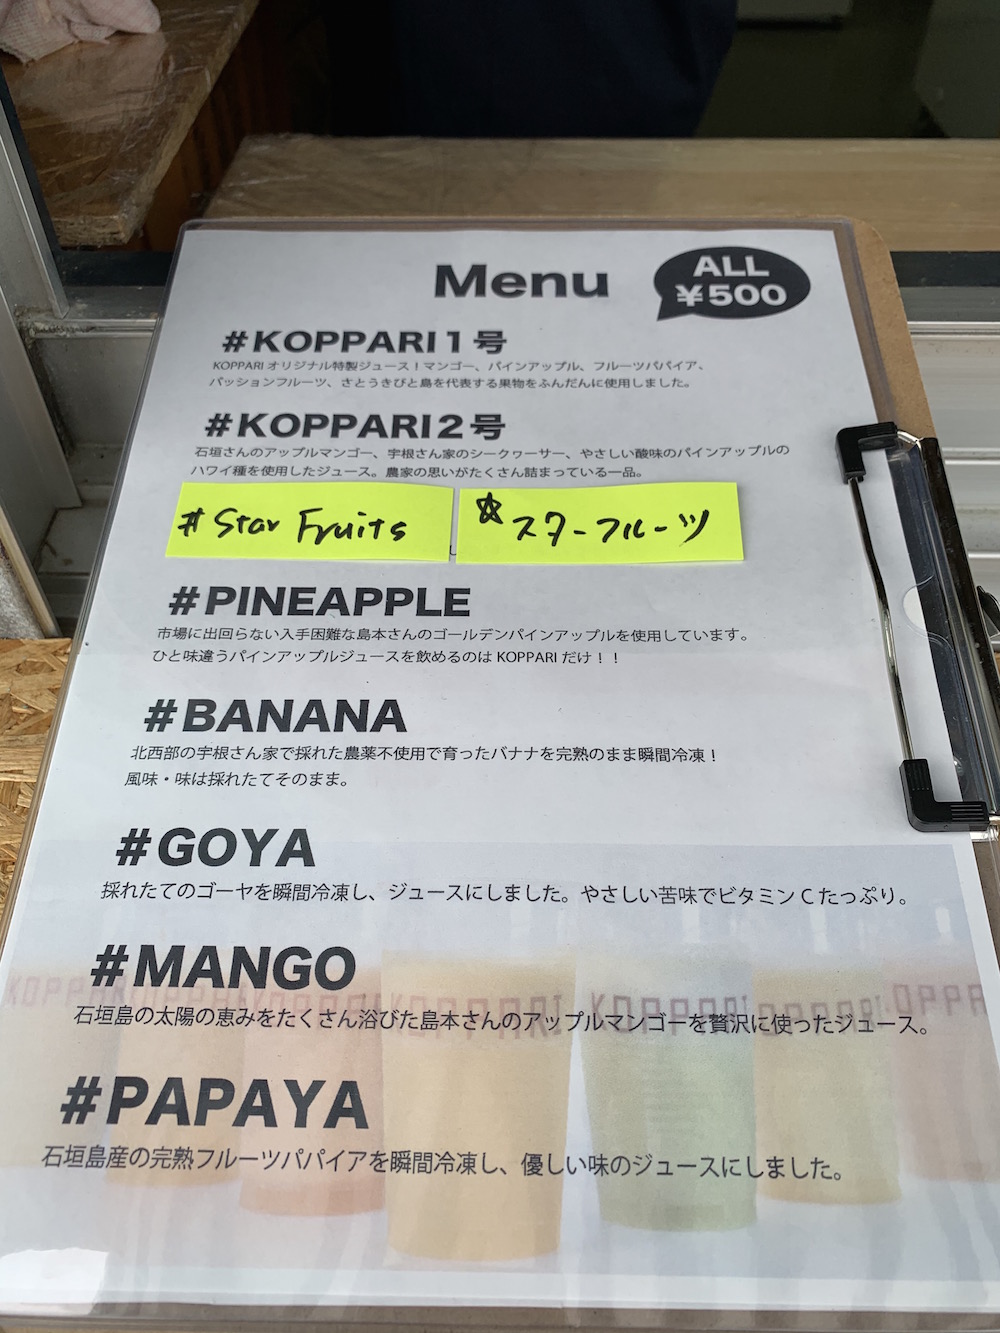 Menu
ALL
¥500
#KOPPARI1号
KOPPARI オリジナル特製ジュース!マンゴー、パインアップル、フルーツパパイア、
パッションフルーツ、さとうきびと島を代表する果物をふんだんに使用しました。
#KOPPARI2号
石垣さんのアップルマンゴー、宇根さん家のシークヮーサー、やさしい酸味のパインアップルの
ハワイ種を使用したジュース。農家の思いがたくさん詰まっている一品。
# Star Fruits
☆スターフルーツ
#PINEAPPLE
市場に出回らない入手困難な島本さんのゴールデンパインアップルを使用しています。
ひと味違うパインアップルジュースを飲めるのは KOPPARI だけ!!
#BANANA
北西部の宇根さん家で採れた農薬不使用で育ったバナナを完熟のまま瞬間冷凍!
風味・味は採れたてそのまま。
#GOYA
採れたてのゴーヤを瞬間冷凍し、ジュースにしました。やさしい苦味でビタミン C たっぷり。
#MANGO
KOPPARI KOPPARI KOPPARI KOPPARI
石垣島の太陽の恵みをたくさん浴びた島本さんのアップルマンゴーを贅沢に使ったジュース。
#PAPAYA
石垣島産の完熟フルーツパパイアを瞬間冷凍し、優しい味のジュースにしました。